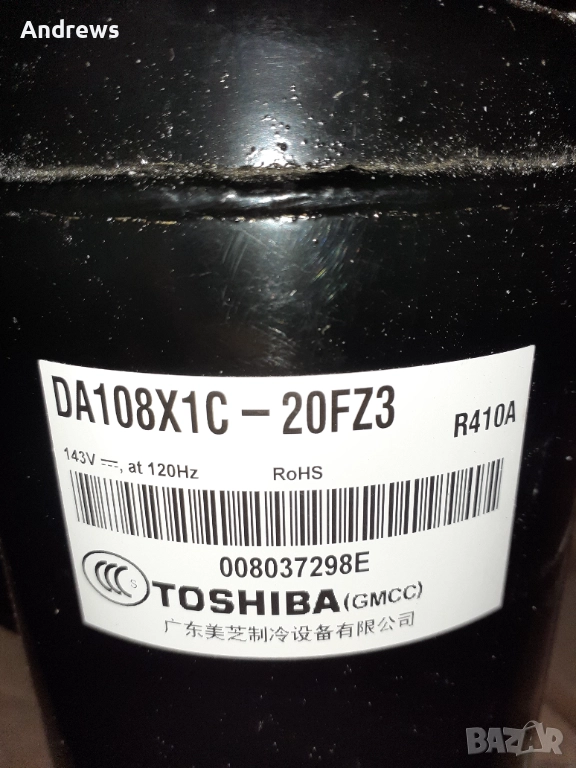 Andrews
DA108X1C - 20FZ3
R410A
143V ⎓, at 120Hz
RoHS
008037298E
CCC S
TOSHIBA (GMCC)
广东美芝制冷设备有限公司
BAZAR